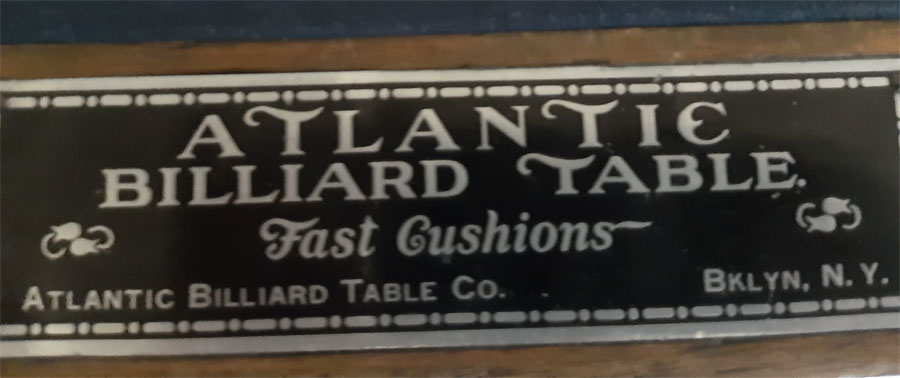 ATLANTIC
BILLIARD TABLE.
Fast Cushions
ATLANTIC BILLIARD TABLE CO. BKLYN, N. Y.